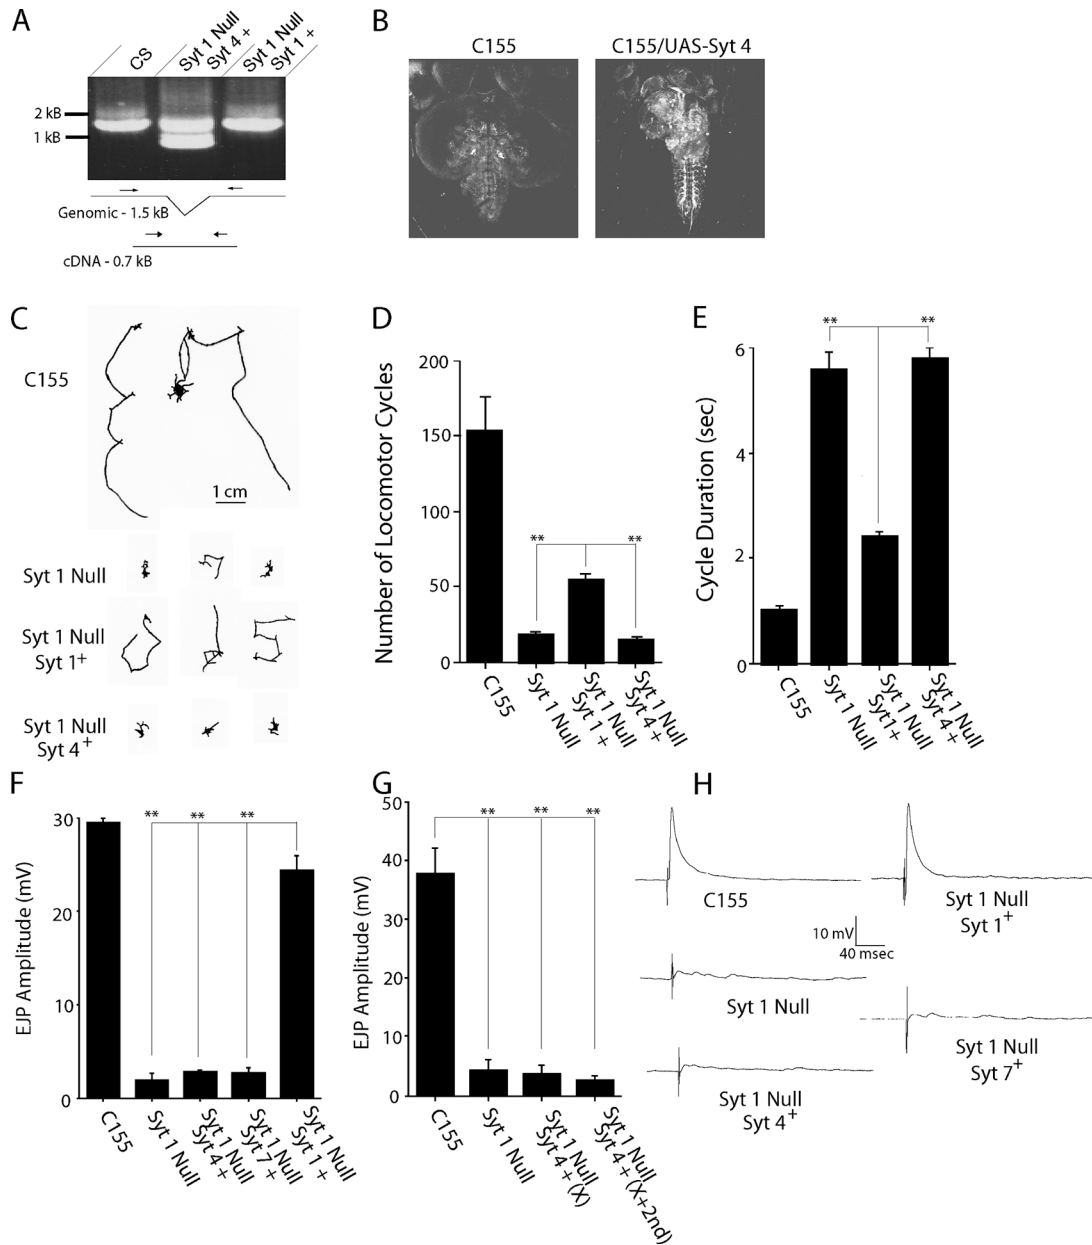 A
CS
Syt 1 Null
Syt 4 +
Syt 1 Null
Syt 1 +
2 kB
1 kB
Genomic - 1.5 kB
cDNA - 0.7 kB
B
C155
C155/UAS-Syt 4
C
C155
1 cm
Syt 1 Null
Syt 1 Null
Syt 1+
Syt 1 Null
Syt 4+
D
Number of Locomotor Cycles
200
150
100
50
0
**
**
C155
Syt 1 Null
Syt 1 Null
Syt 1 +
Syt 1 Null
Syt 4 +
E
Cycle Duration (sec)
6
4
2
0
**
**
C155
Syt 1 Null
Syt 1 Null
Syt1+
Syt 1 Null
Syt 4 +
F
EJP Amplitude (mV)
30
20
10
0
**
**
**
C155
Syt 1 Null
Syt 1 Null
Syt 4 +
Syt 1 Null
Syt 7 +
Syt 1 Null
Syt 1 +
G
EJP Amplitude (mV)
50
40
30
20
10
0
**
**
**
C155
Syt 1 Null
Syt 1 Null
Syt 4 + (X)
Syt 1 Null
Syt 4 + (X+2nd)
H
C155
Syt 1 Null
Syt 1+
10 mV
40 msec
Syt 1 Null
Syt 1 Null
Syt 7+
Syt 1 Null
Syt 4+